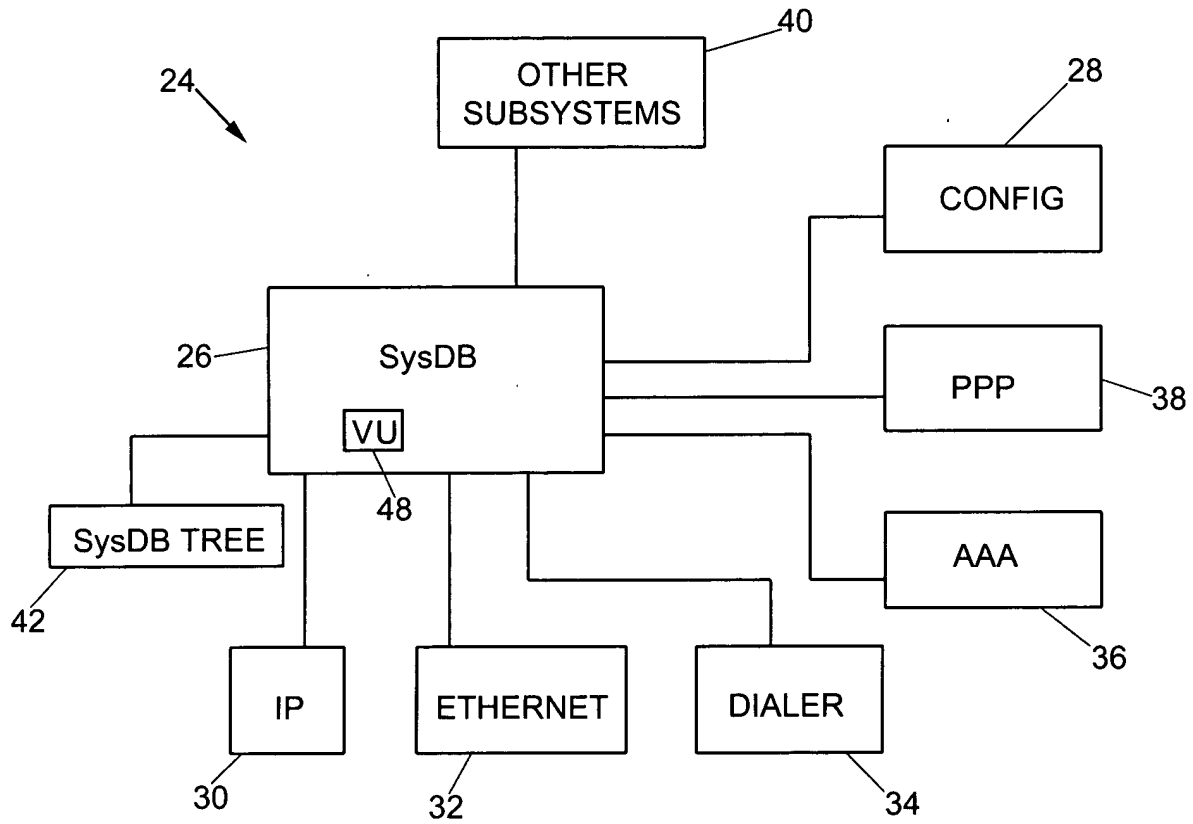 40
OTHER
SUBSYSTEMS
24
28
CONFIG
26
SysDB
PPP
38
VU
48
SysDB TREE
42
AAA
36
IP
ETHERNET
DIALER
30
32
34